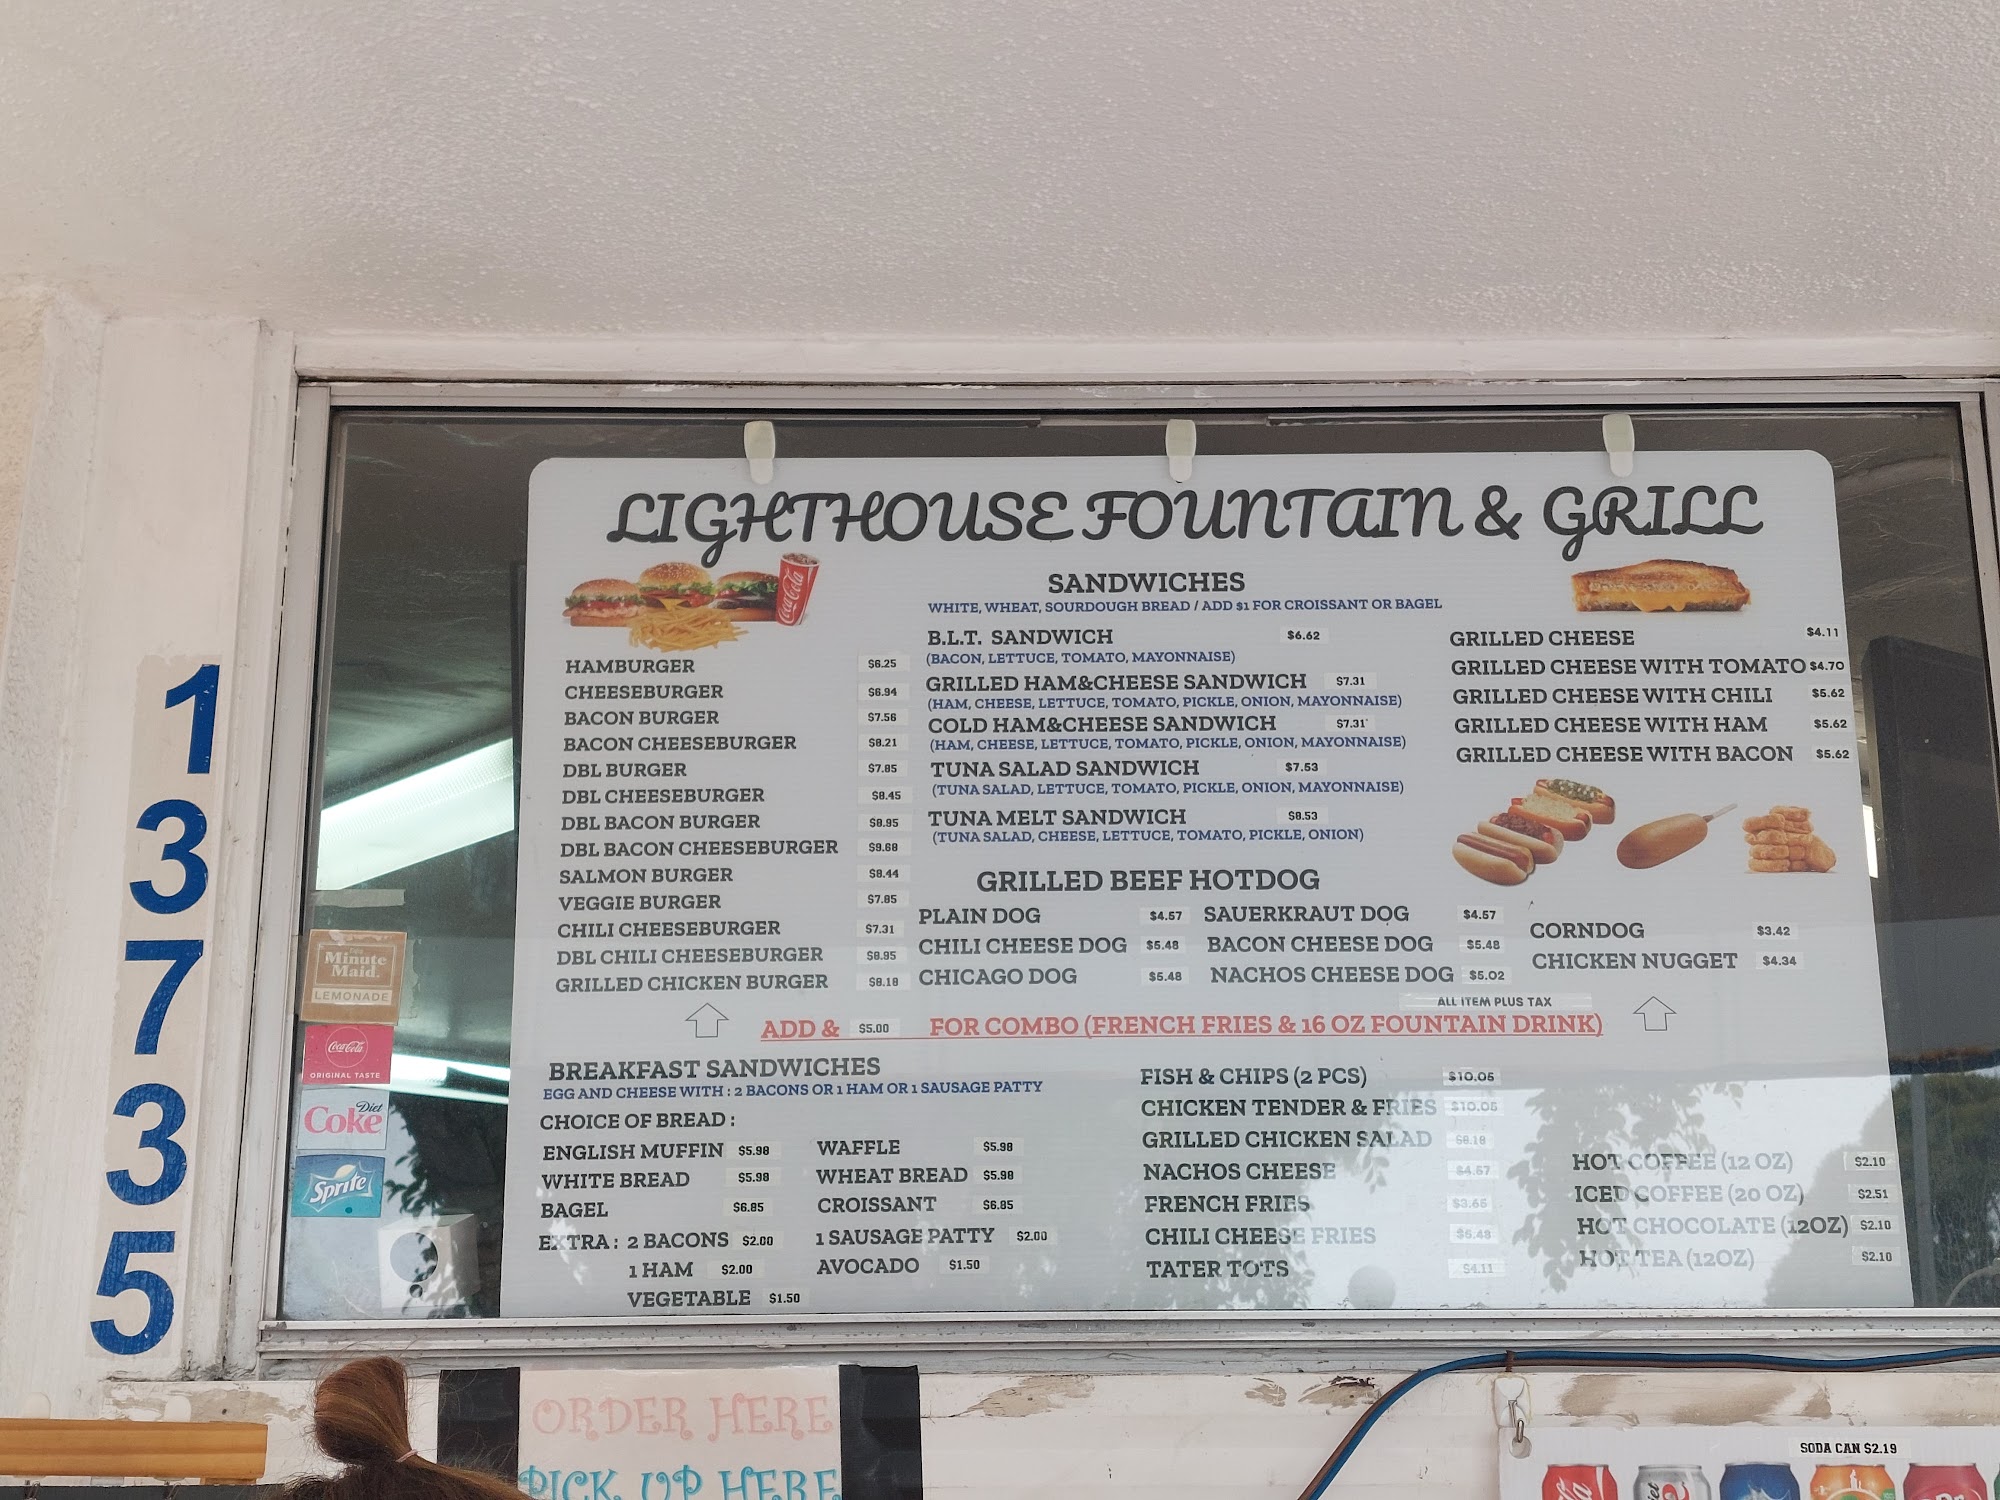 LIGHTHOUSE FOUNTAIN & GRILL
Coca-Cola
HAMBURGER $6.25
CHEESEBURGER $6.94
BACON BURGER $7.56
BACON CHEESEBURGER $8.21
DBL BURGER $7.85
DBL CHEESEBURGER $8.45
DBL BACON BURGER $8.95
DBL BACON CHEESEBURGER $9.68
SALMON BURGER $8.44
VEGGIE BURGER $7.85
CHILI CHEESEBURGER $7.31
DBL CHILI CHEESEBURGER $8.95
GRILLED CHICKEN BURGER $8.18
SANDWICHES
WHITE, WHEAT, SOURDOUGH BREAD / ADD $1 FOR CROISSANT OR BAGEL
B.L.T. SANDWICH $6.62
(BACON, LETTUCE, TOMATO, MAYONNAISE)
GRILLED HAM&CHEESE SANDWICH $7.31
(HAM, CHEESE, LETTUCE, TOMATO, PICKLE, ONION, MAYONNAISE)
COLD HAM&CHEESE SANDWICH $7.31
(HAM, CHEESE, LETTUCE, TOMATO, PICKLE, ONION, MAYONNAISE)
TUNA SALAD SANDWICH $7.53
(TUNA SALAD, LETTUCE, TOMATO, PICKLE, ONION, MAYONNAISE)
TUNA MELT SANDWICH $8.53
(TUNA SALAD, CHEESE, LETTUCE, TOMATO, PICKLE, ONION)
GRILLED CHEESE $4.11
GRILLED CHEESE WITH TOMATO $4.70
GRILLED CHEESE WITH CHILI $5.62
GRILLED CHEESE WITH HAM $5.62
GRILLED CHEESE WITH BACON $5.62
GRILLED BEEF HOTDOG
PLAIN DOG $4.57 SAUERKRAUT DOG $4.57
CHILI CHEESE DOG $5.48 BACON CHEESE DOG $5.48
CHICAGO DOG $5.48 NACHOS CHEESE DOG $5.02
CORNDOG $3.42
CHICKEN NUGGET $4.34
ALL ITEM PLUS TAX
ADD & $5.00 FOR COMBO (FRENCH FRIES & 16 OZ FOUNTAIN DRINK)
BREAKFAST SANDWICHES
EGG AND CHEESE WITH : 2 BACONS OR 1 HAM OR 1 SAUSAGE PATTY
CHOICE OF BREAD :
ENGLISH MUFFIN $5.98 WAFFLE $5.98
WHITE BREAD $5.98 WHEAT BREAD $5.98
BAGEL $6.85 CROISSANT $6.85
EXTRA : 2 BACONS $2.00 1 SAUSAGE PATTY $2.00
1 HAM $2.00 AVOCADO $1.50
VEGETABLE $1.50
FISH & CHIPS (2 PCS) $10.05
CHICKEN TENDER & FRIES $10.05
GRILLED CHICKEN SALAD $8.18
NACHOS CHEESE $4.57
FRENCH FRIES $3.65
CHILI CHEESE FRIES $5.48
TATER TOTS $4.11
HOT COFFEE (12 OZ) $2.10
ICED COFFEE (20 OZ) $2.51
HOT CHOCOLATE (12OZ) $2.10
HOT TEA (12OZ) $2.10
13735
Minute
Maid.
LEMONADE
Coca-Cola
ORIGINAL TASTE
Diet
Coke
Sprite
ORDER HERE
PICK UP HERE
SODA CAN $2.19